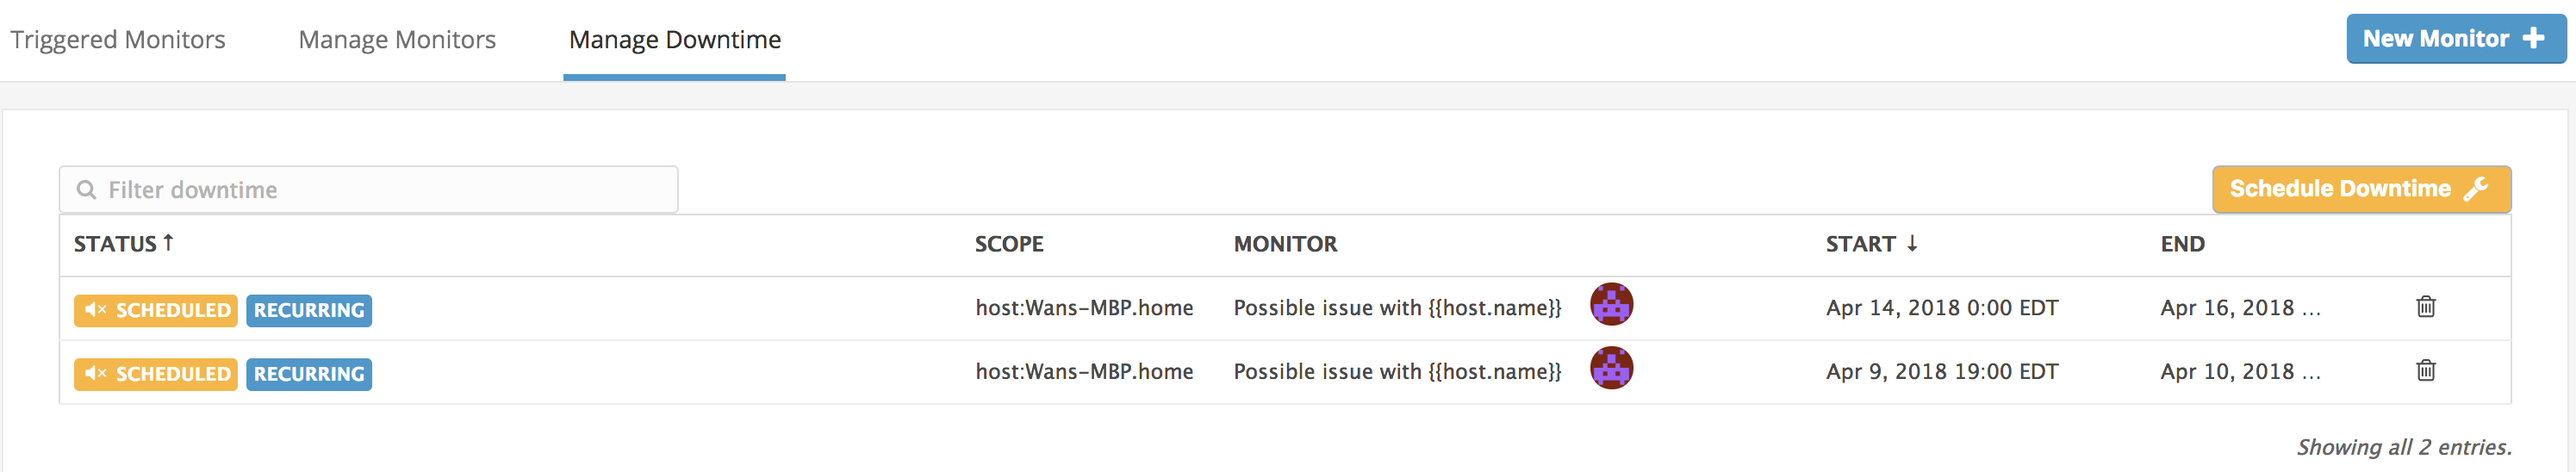 Triggered Monitors Manage Monitors Manage Downtime New Monitor +
Filter downtime Schedule Downtime
STATUS ↑ SCOPE MONITOR START ↓ END
SCHEDULED RECURRING host:Wans-MBP.home Possible issue with {{host.name}} Apr 14, 2018 0:00 EDT Apr 16, 2018 ...
SCHEDULED RECURRING host:Wans-MBP.home Possible issue with {{host.name}} Apr 9, 2018 19:00 EDT Apr 10, 2018 ...
Showing all 2 entries.